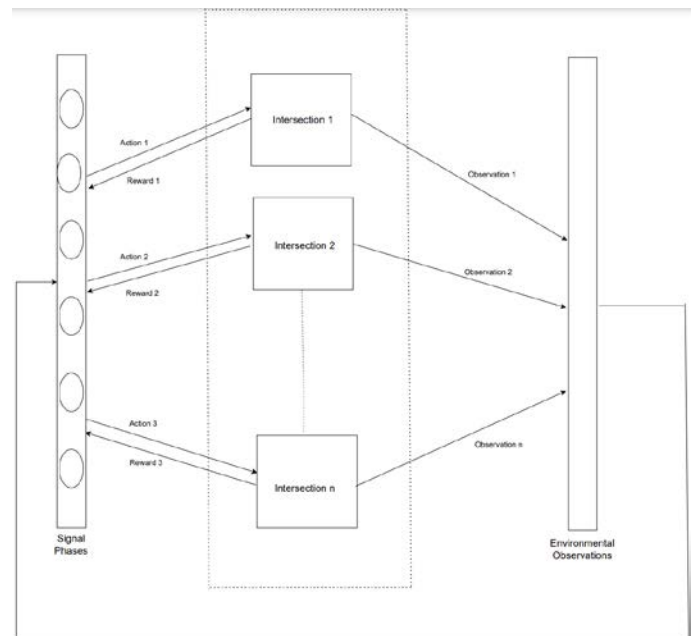 Intersection 1
Action 1
Reward 1
Observation 1
Intersection 2
Action 2
Reward 2
Observation 2
Action 3
Reward 3
Observation n
Intersection n
Signal
Phases
Environmental
Observations